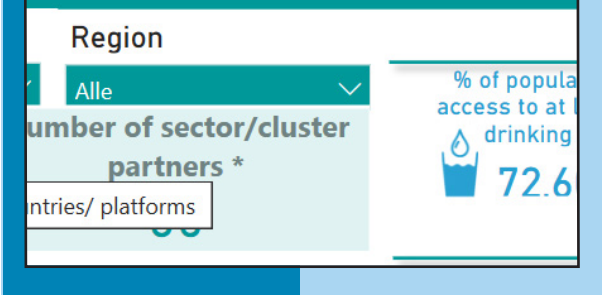 Region
Alle
umber of sector/cluster
partners *
ntries/ platforms
% of popula
access to at
drinking
72.6